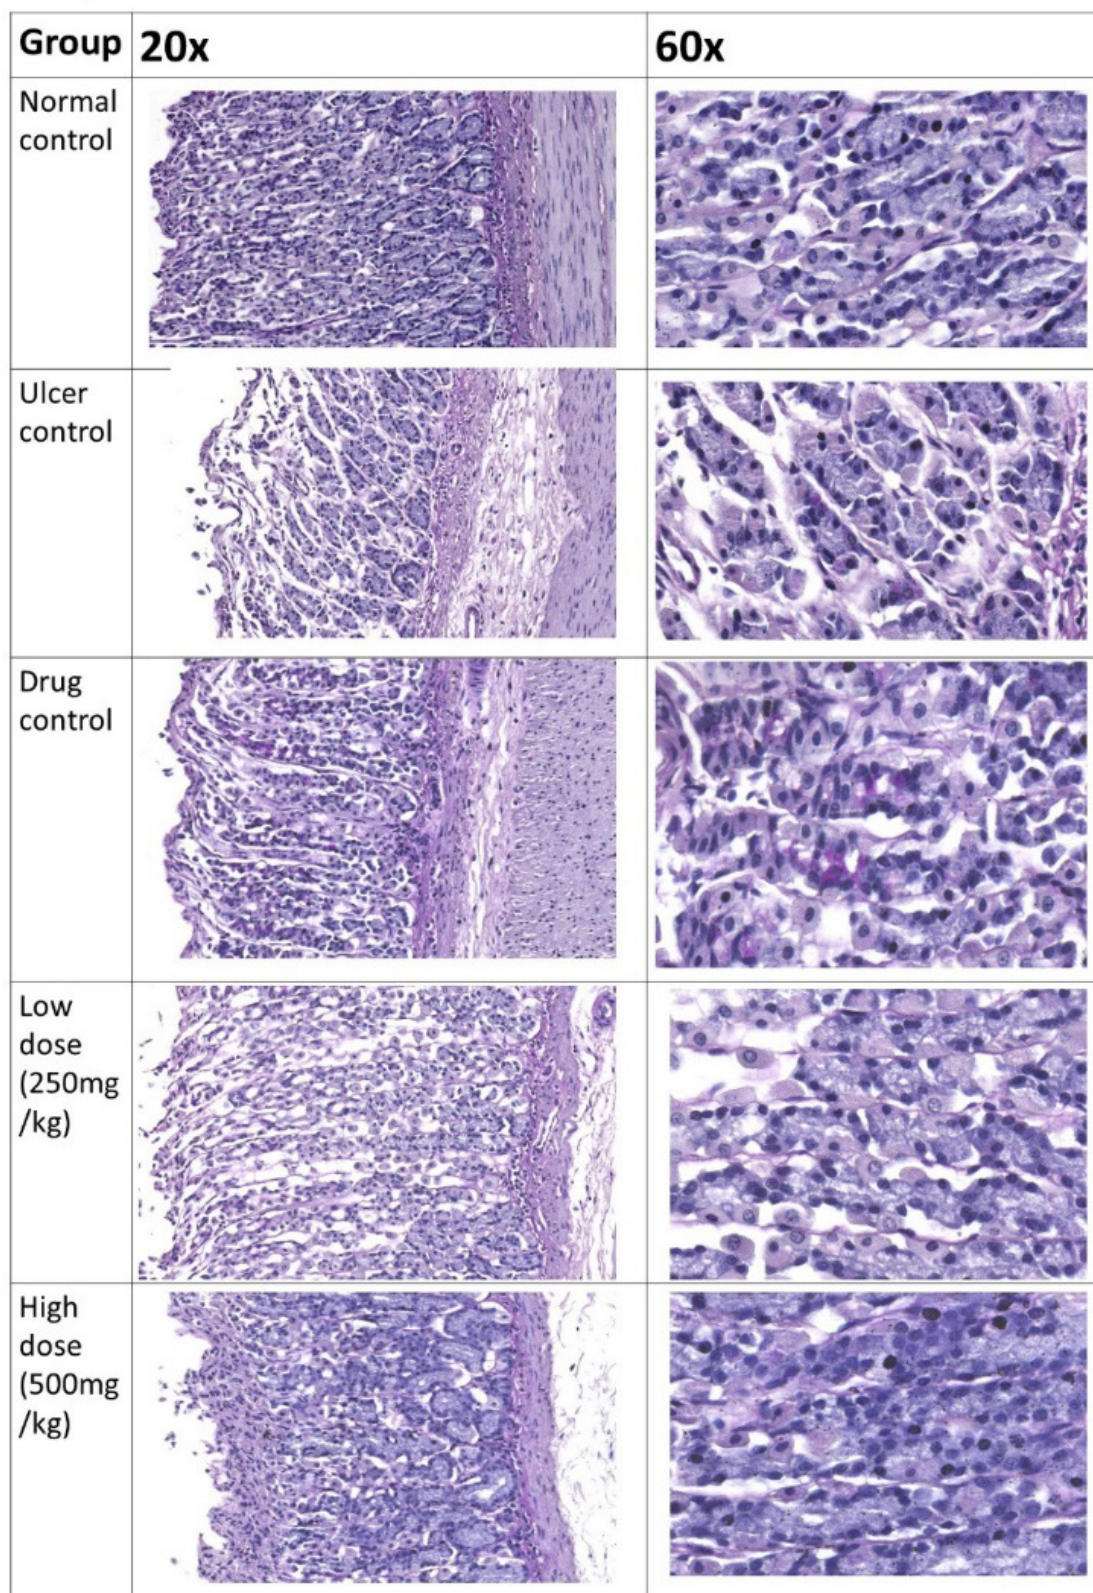 Group 20x 60x
Normal
control
Ulcer
control
Drug
control
Low
dose
(250mg
/kg)
High
dose
(500mg
/kg)